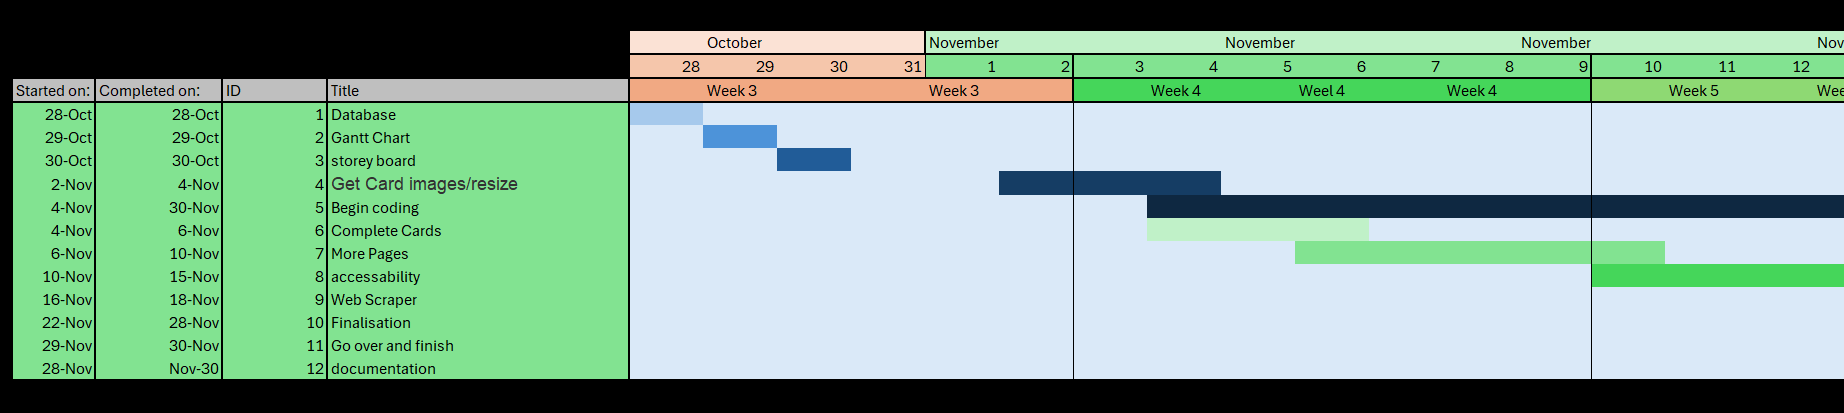 October November November November Nov
28 29 30 31 1 2 3 4 5 6 7 8 9 10 11 12
Started on: Completed on: ID Title Week 3 Week 3 Week 4 Weel 4 Week 4 Week 5 Wee
28-Oct 28-Oct 1 Database
29-Oct 29-Oct 2 Gantt Chart
30-Oct 30-Oct 3 storey board
2-Nov 4-Nov 4 Get Card images/resize
4-Nov 30-Nov 5 Begin coding
4-Nov 6-Nov 6 Complete Cards
6-Nov 10-Nov 7 More Pages
10-Nov 15-Nov 8 accessability
16-Nov 18-Nov 9 Web Scraper
22-Nov 28-Nov 10 Finalisation
29-Nov 30-Nov 11 Go over and finish
28-Nov Nov-30 12 documentation